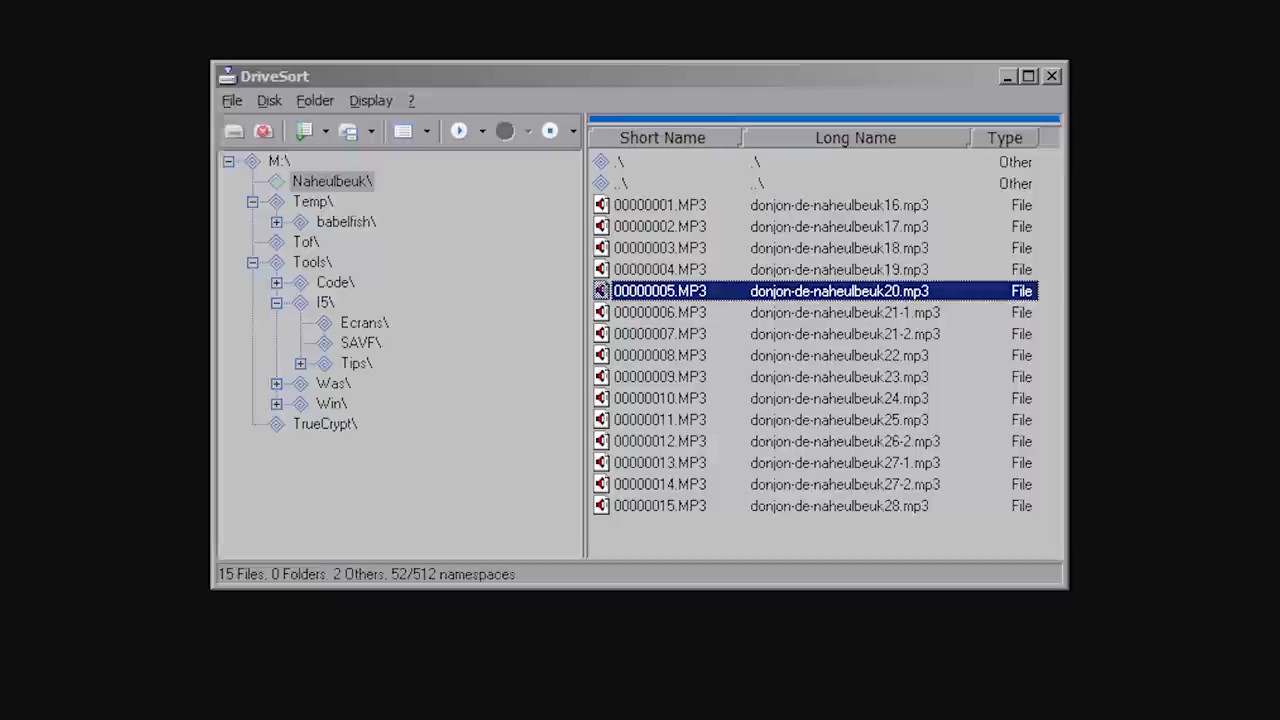 DriveSort
File Disk Folder Display ?
Short Name Long Name Type
M:\
Naheulbeuk\
Temp\
babelfish\
Tof\
Tools\
Code\
I5\
Ecrans\
SAVF\
Tips\
Was\
Win\
TrueCrypt\
.\ .\ Other
..\ ..\ Other
00000001.MP3 donjon-de-naheulbeuk16.mp3 File
00000002.MP3 donjon-de-naheulbeuk17.mp3 File
00000003.MP3 donjon-de-naheulbeuk18.mp3 File
00000004.MP3 donjon-de-naheulbeuk19.mp3 File
00000005.MP3 donjon-de-naheulbeuk20.mp3 File
00000006.MP3 donjon-de-naheulbeuk21-1.mp3 File
00000007.MP3 donjon-de-naheulbeuk21-2.mp3 File
00000008.MP3 donjon-de-naheulbeuk22.mp3 File
00000009.MP3 donjon-de-naheulbeuk23.mp3 File
00000010.MP3 donjon-de-naheulbeuk24.mp3 File
00000011.MP3 donjon-de-naheulbeuk25.mp3 File
00000012.MP3 donjon-de-naheulbeuk26-2.mp3 File
00000013.MP3 donjon-de-naheulbeuk27-1.mp3 File
00000014.MP3 donjon-de-naheulbeuk27-2.mp3 File
00000015.MP3 donjon-de-naheulbeuk28.mp3 File
15 Files, 0 Folders, 2 Others, 52/512 namespaces